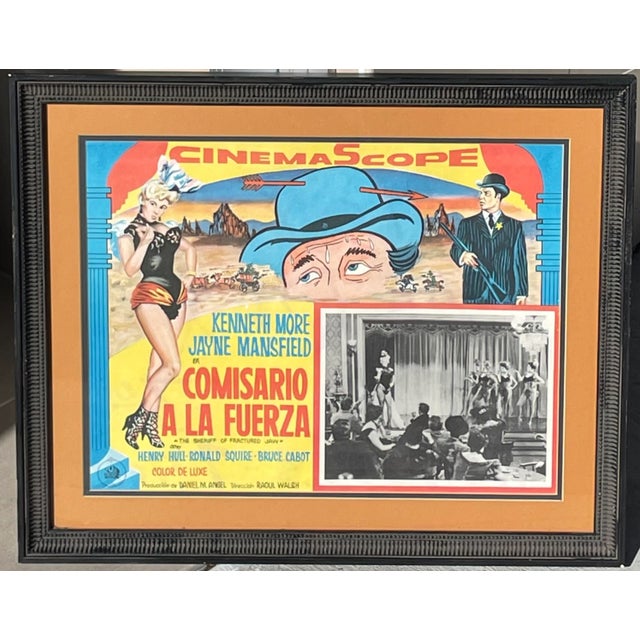 CINEMASCOPE
KENNETH MORE
JAYNE MANSFIELD
en
COMISARIO
A LA FUERZA
"THE SHERIFF OF FRACTURED JAW"
HENRY HULL · RONALD SQUIRE · BRUCE CABOT
COLOR DE LUXE
Producción de DANIEL M. ANGEL Dirección RAOUL WALSH